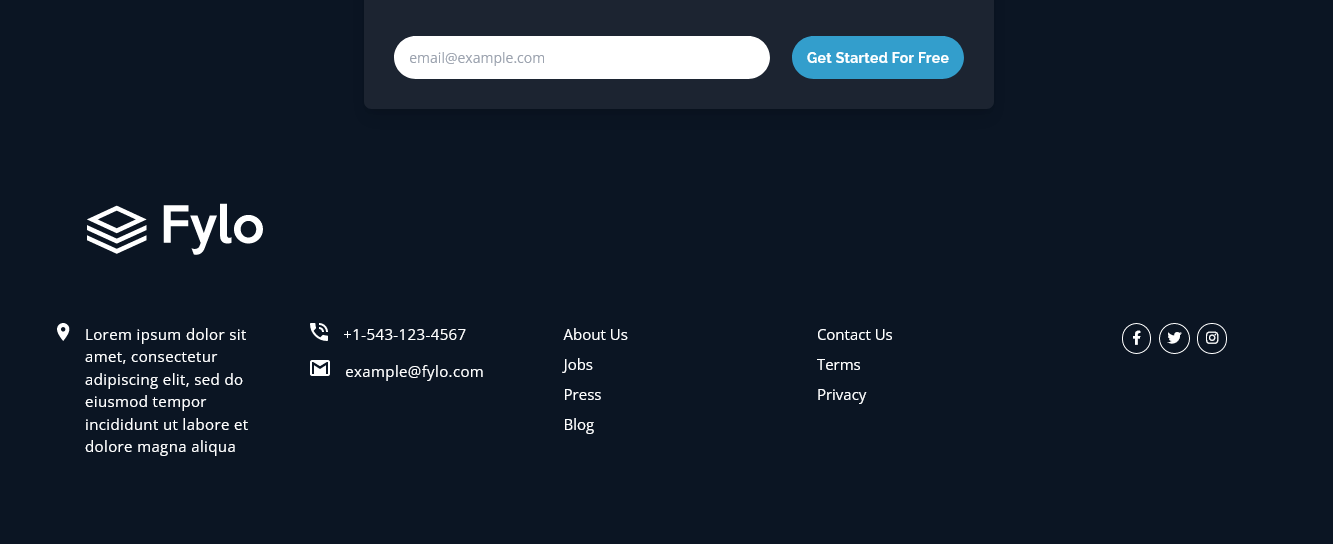 email@example.com
Get Started For Free
Fylo
Lorem ipsum dolor sit
amet, consectetur
adipiscing elit, sed do
eiusmod tempor
incididunt ut labore et
dolore magna aliqua
+1-543-123-4567
example@fylo.com
About Us
Jobs
Press
Blog
Contact Us
Terms
Privacy